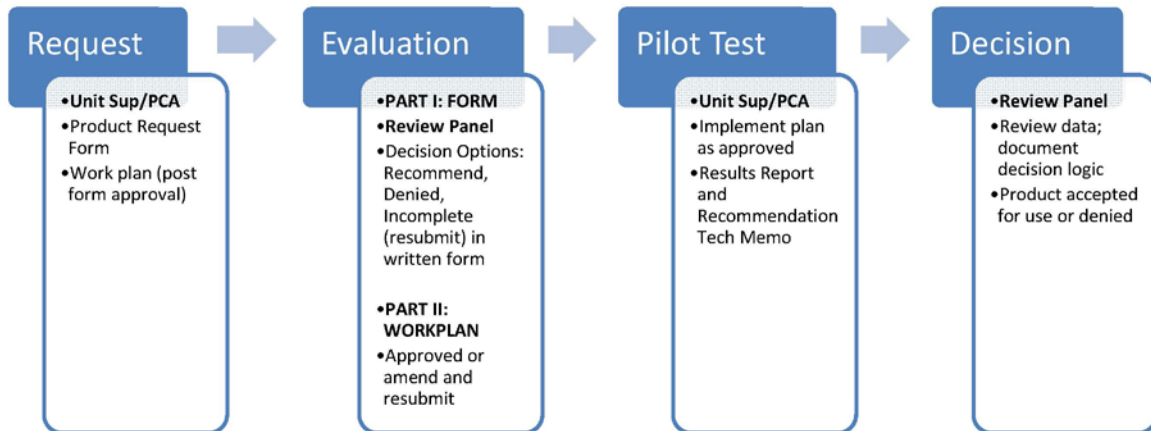 Request
•Unit Sup/PCA
•Product Request
Form
•Work plan (post
form approval)
Evaluation
•PART I: FORM
•Review Panel
•Decision Options:
Recommend,
Denied,
Incomplete
(resubmit) in
written form
•PART II:
WORKPLAN
•Approved or
amend and
resubmit
Pilot Test
•Unit Sup/PCA
•Implement plan
as approved
•Results Report
and
Recommendation
Tech Memo
Decision
•Review Panel
•Review data;
document
decision logic
•Product accepted
for use or denied